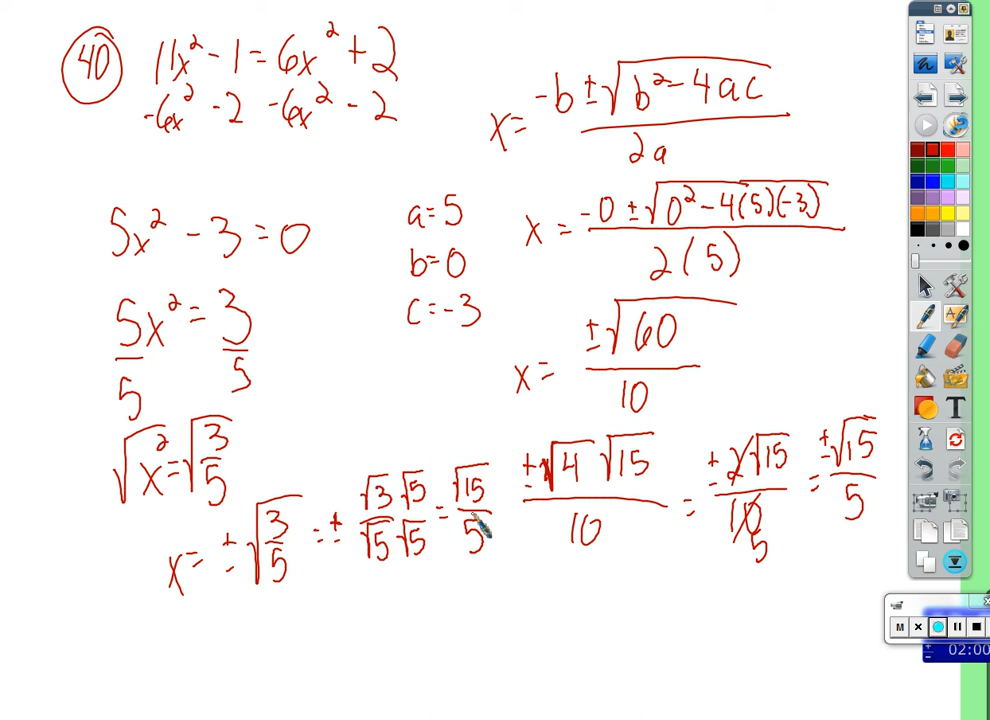 40
11x² - 1 = 6x² + 2
-6x² - 2 -6x² - 2
5x² - 3 = 0
5x² = 3
5 5
√x² = √3/5
x = ± √3/5 = ± √3 √5 / √5 √5 = √15 / 5
a = 5
b = 0
c = -3
x = -b ± √b² - 4ac / 2a
x = -0 ± √0² - 4(5)(-3) / 2(5)
x = ± √60 / 10
± √4 √15 / 10 = ± 2√15 / 10 5 = ± √15 / 5
T
M
02:00